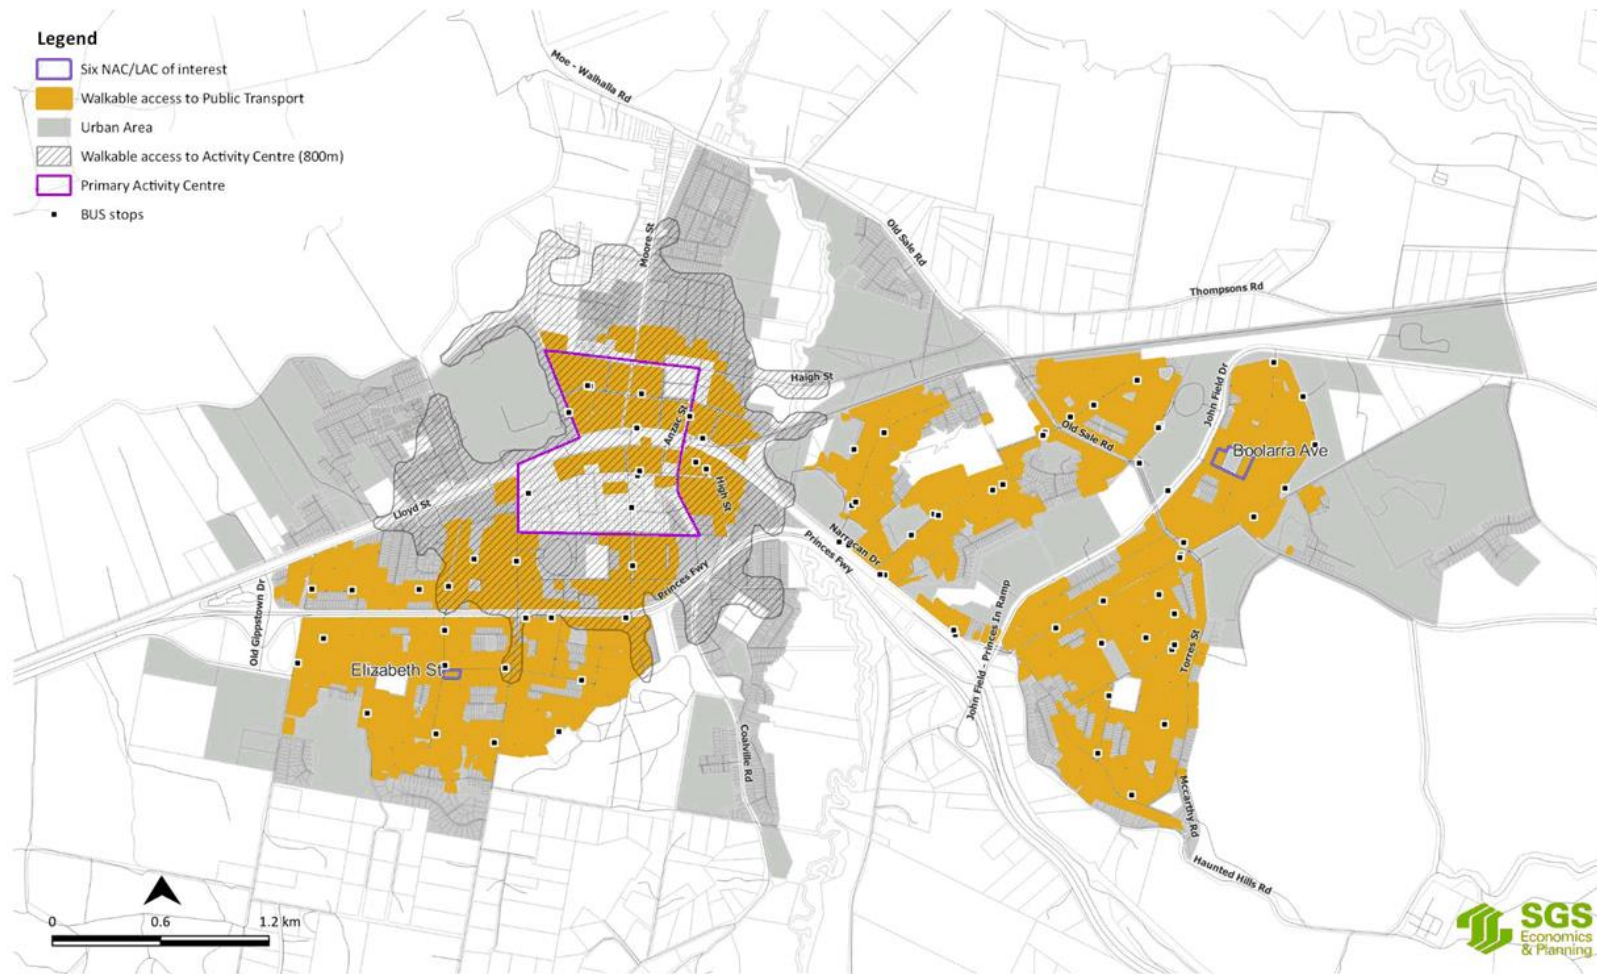 Legend
Six NAC/LAC of interest
Walkable access to Public Transport
Urban Area
Walkable access to Activity Centre (800m)
Primary Activity Centre
BUS stops
Moe - Walhalla Rd
Moore St
Old Sale Rd
Thompsons Rd
Haigh St
John Field Dr
Anzac St
Old Sale Rd
Boolarra Ave
High St
Lloyd St
Narracan Dr
Princes Fwy
Princes Fwy
Old Gippstown Dr
John Field - Princes In Ramp
Torres St
Elizabeth St
Coalville Rd
Mccarthy Rd
Haunted Hills Rd
0 0.6 1.2 km
SGS
Economics
& Planning